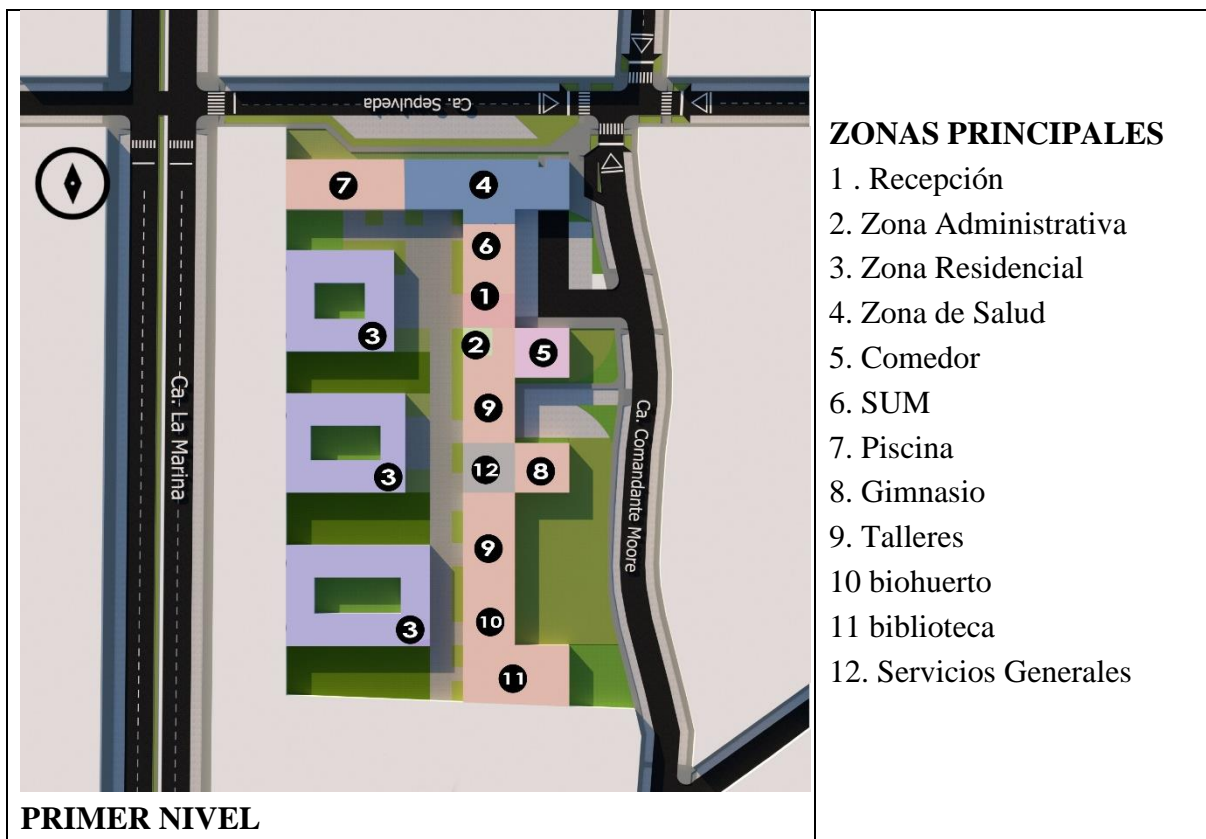 Ca. Sepulveda
7
4
6
1
3
2
5
Ca. La Marina
9
Ca. Comandante Moore
3
12
8
9
10
3
11
PRIMER NIVEL
ZONAS PRINCIPALES
1 . Recepción
2. Zona Administrativa
3. Zona Residencial
4. Zona de Salud
5. Comedor
6. SUM
7. Piscina
8. Gimnasio
9. Talleres
10 biohuerto
11 biblioteca
12. Servicios Generales